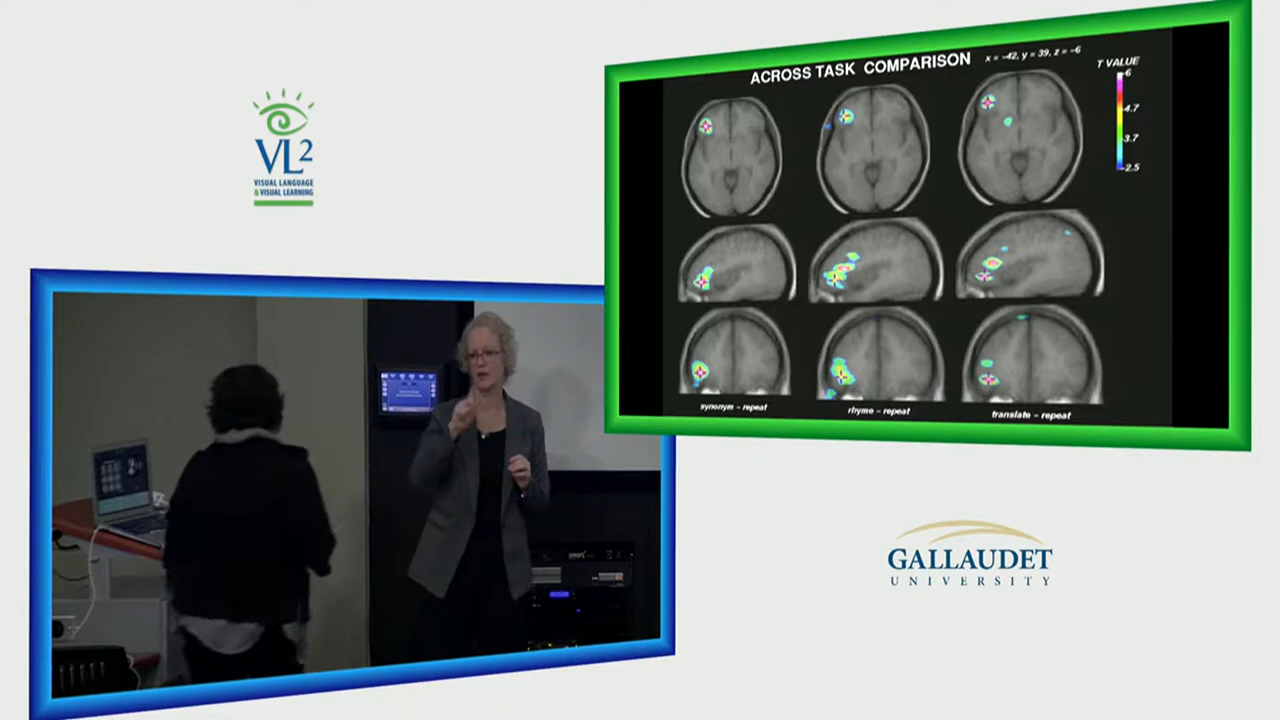 VL2
VISUAL LANGUAGE
& VISUAL LEARNING
ACROSS TASK COMPARISON
x = -42, y = 39, z = -6
T VALUE
6
4.7
3.7
2.5
synonym - repeat
rhyme - repeat
translate - repeat
GALLAUDET
UNIVERSITY